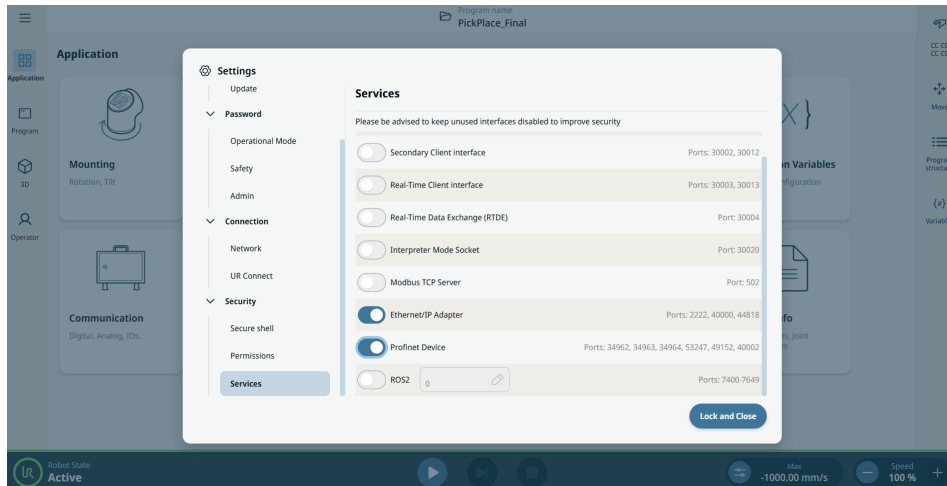 Program name
PickPlace_Final
Application
Application
Program
3D
Operator
Mounting
Rotation, Tilt
Communication
Digital, Analog, IOs.
Settings
Update
Password
Operational Mode
Safety
Admin
Connection
Network
UR Connect
Security
Secure shell
Permissions
Services
Services
Please be advised to keep unused interfaces disabled to improve security
Secondary Client interface Ports: 30002, 30012
Real-Time Client interface Ports: 30003, 30013
Real-Time Data Exchange (RTDE) Port: 30004
Interpreter Mode Socket Port: 30020
Modbus TCP Server Port: 502
Ethernet/IP Adapter Ports: 2222, 40000, 44818
Profinet Device Ports: 34962, 34963, 34964, 53247, 49152, 40002
ROS2 0 Ports: 7400-7649
Lock and Close
n Variables
nfiguration
fo
Joint
Move
Progra
structu
{x}
Variabl
UR
Robot State
Active
Max
-1000.00 mm/s
Speed
100 %